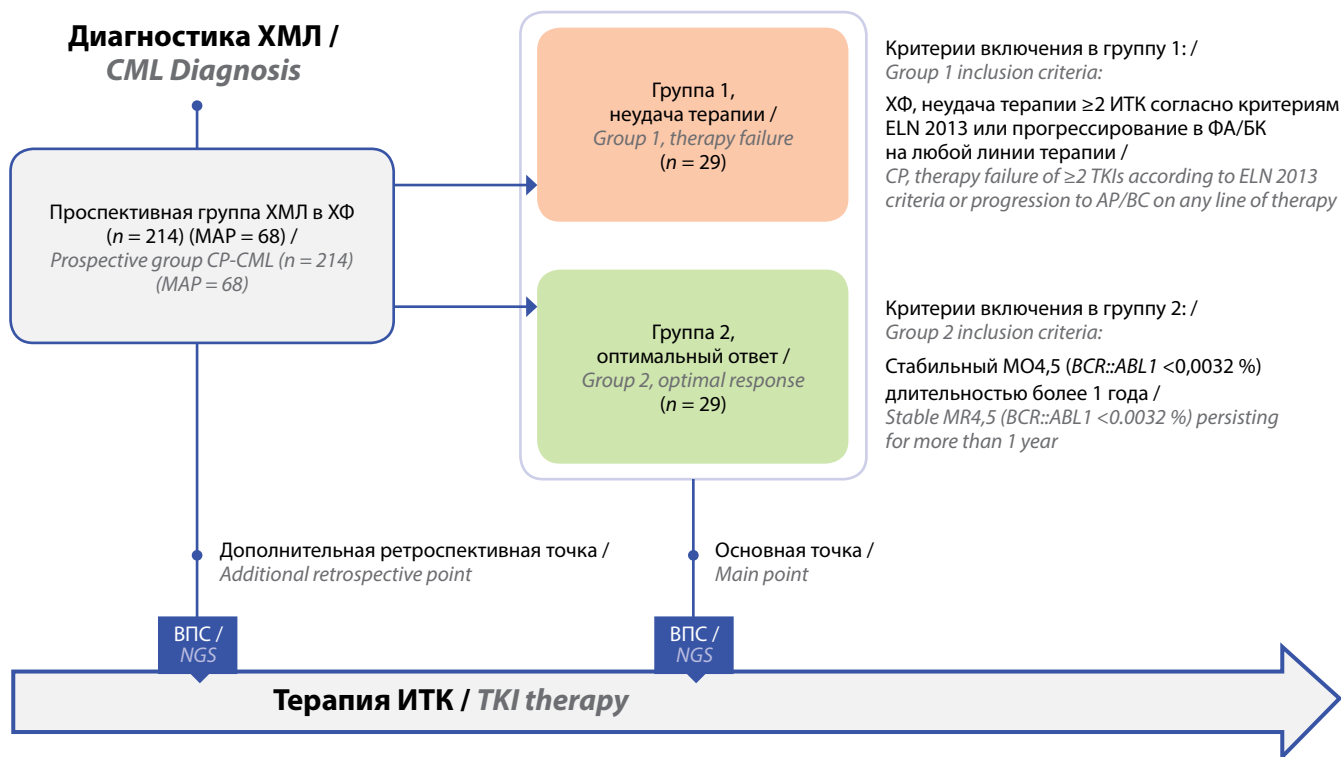 Диагностика ХМЛ /
CML Diagnosis
Проспективная группа ХМЛ в ХФ
(n = 214) (MAP = 68) /
Prospective group CP-CML (n = 214)
(MAP = 68)
Группа 1,
неудача терапии /
Group 1, therapy failure
(n = 29)
Группа 2,
оптимальный ответ /
Group 2, optimal response
(n = 29)
Критерии включения в группу 1: /
Group 1 inclusion criteria:
ХФ, неудача терапии ≥2 ИТК согласно критериям
ELN 2013 или прогрессирование в ФА/БК
на любой линии терапии /
CP, therapy failure of ≥2 TKIs according to ELN 2013
criteria or progression to AP/BC on any line of therapy
Критерии включения в группу 2: /
Group 2 inclusion criteria:
Стабильный МО4,5 (BCR::ABL1 <0,0032 %)
длительностью более 1 года /
Stable MR4,5 (BCR::ABL1 <0.0032 %) persisting
for more than 1 year
Дополнительная ретроспективная точка /
Additional retrospective point
Основная точка /
Main point
ВПС /
NGS
ВПС /
NGS
Терапия ИТК / TKI therapy